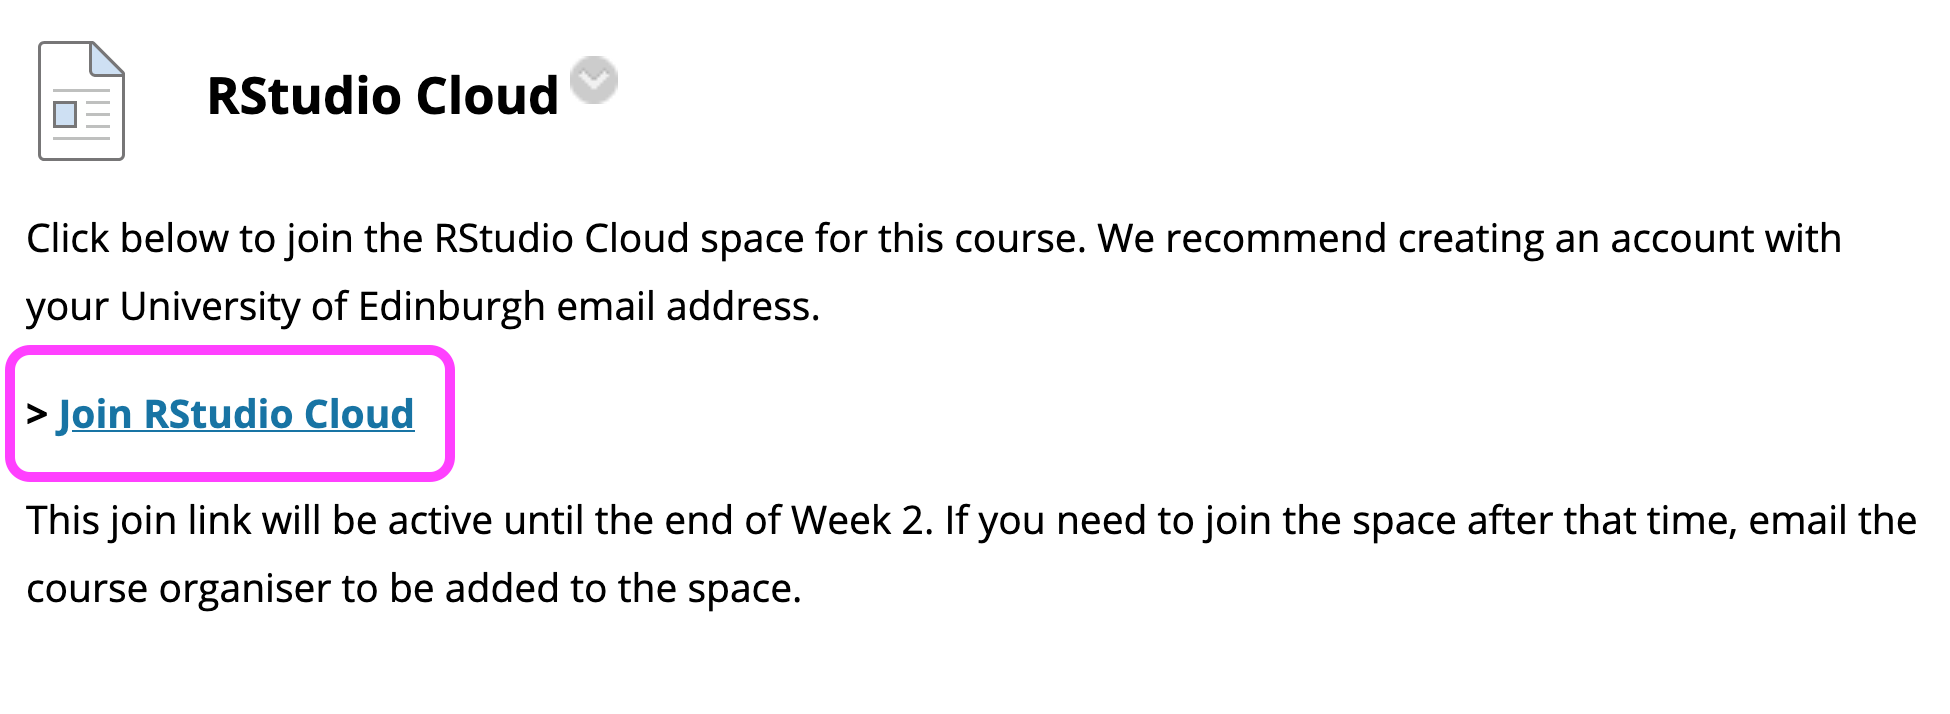 RStudio Cloud
Click below to join the RStudio Cloud space for this course. We recommend creating an account with
your University of Edinburgh email address.
> Join RStudio Cloud
This join link will be active until the end of Week 2. If you need to join the space after that time, email the
course organiser to be added to the space.